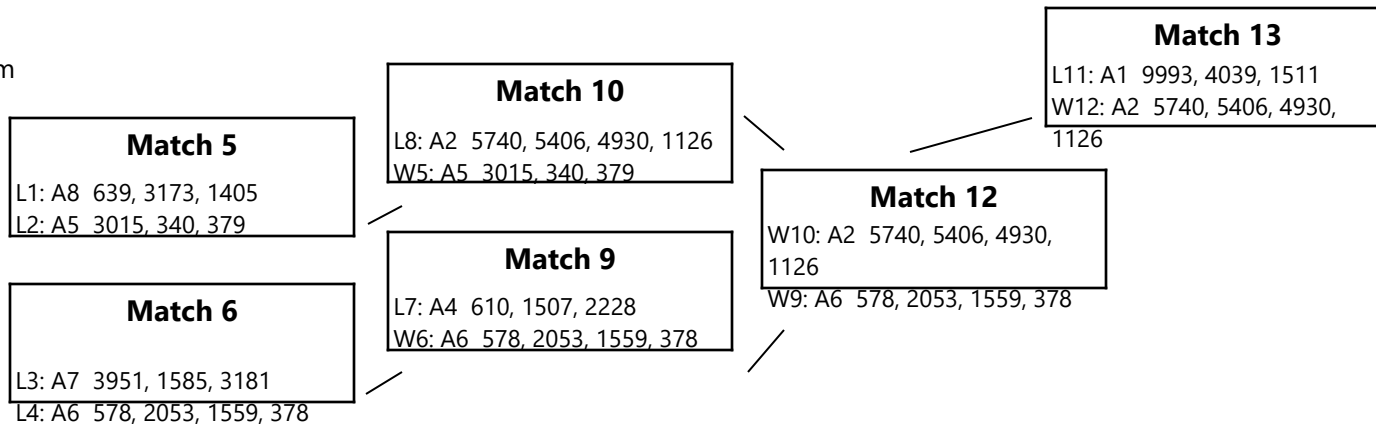 m
Match 5
L1: A8 639, 3173, 1405
L2: A5 3015, 340, 379
Match 6
L3: A7 3951, 1585, 3181
L4: A6 578, 2053, 1559, 378
Match 10
L8: A2 5740, 5406, 4930, 1126
W5: A5 3015, 340, 379
Match 9
L7: A4 610, 1507, 2228
W6: A6 578, 2053, 1559, 378
Match 12
W10: A2 5740, 5406, 4930,
1126
W9: A6 578, 2053, 1559, 378
Match 13
L11: A1 9993, 4039, 1511
W12: A2 5740, 5406, 4930,
1126